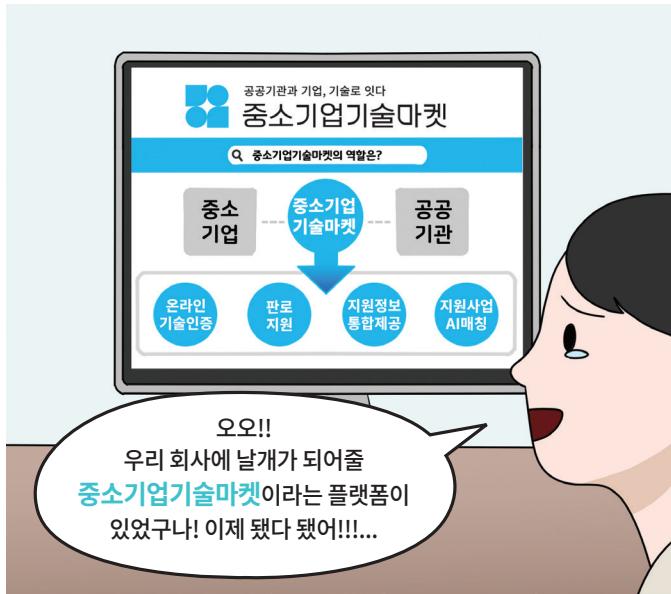 공공기관과 기업, 기술로 잇다
중소기업기술마켓
중소기업기술마켓의 역할은?
중소
기업
중소기업
기술마켓
공공
기관
온라인
기술인증
판로
지원
지원정보
통합제공
지원사업
AI매칭
오오!!
우리 회사에 날개가 되어줄
중소기업기술마켓이라는 플랫폼이
있었구나! 이제 됐다 됐어!!!...